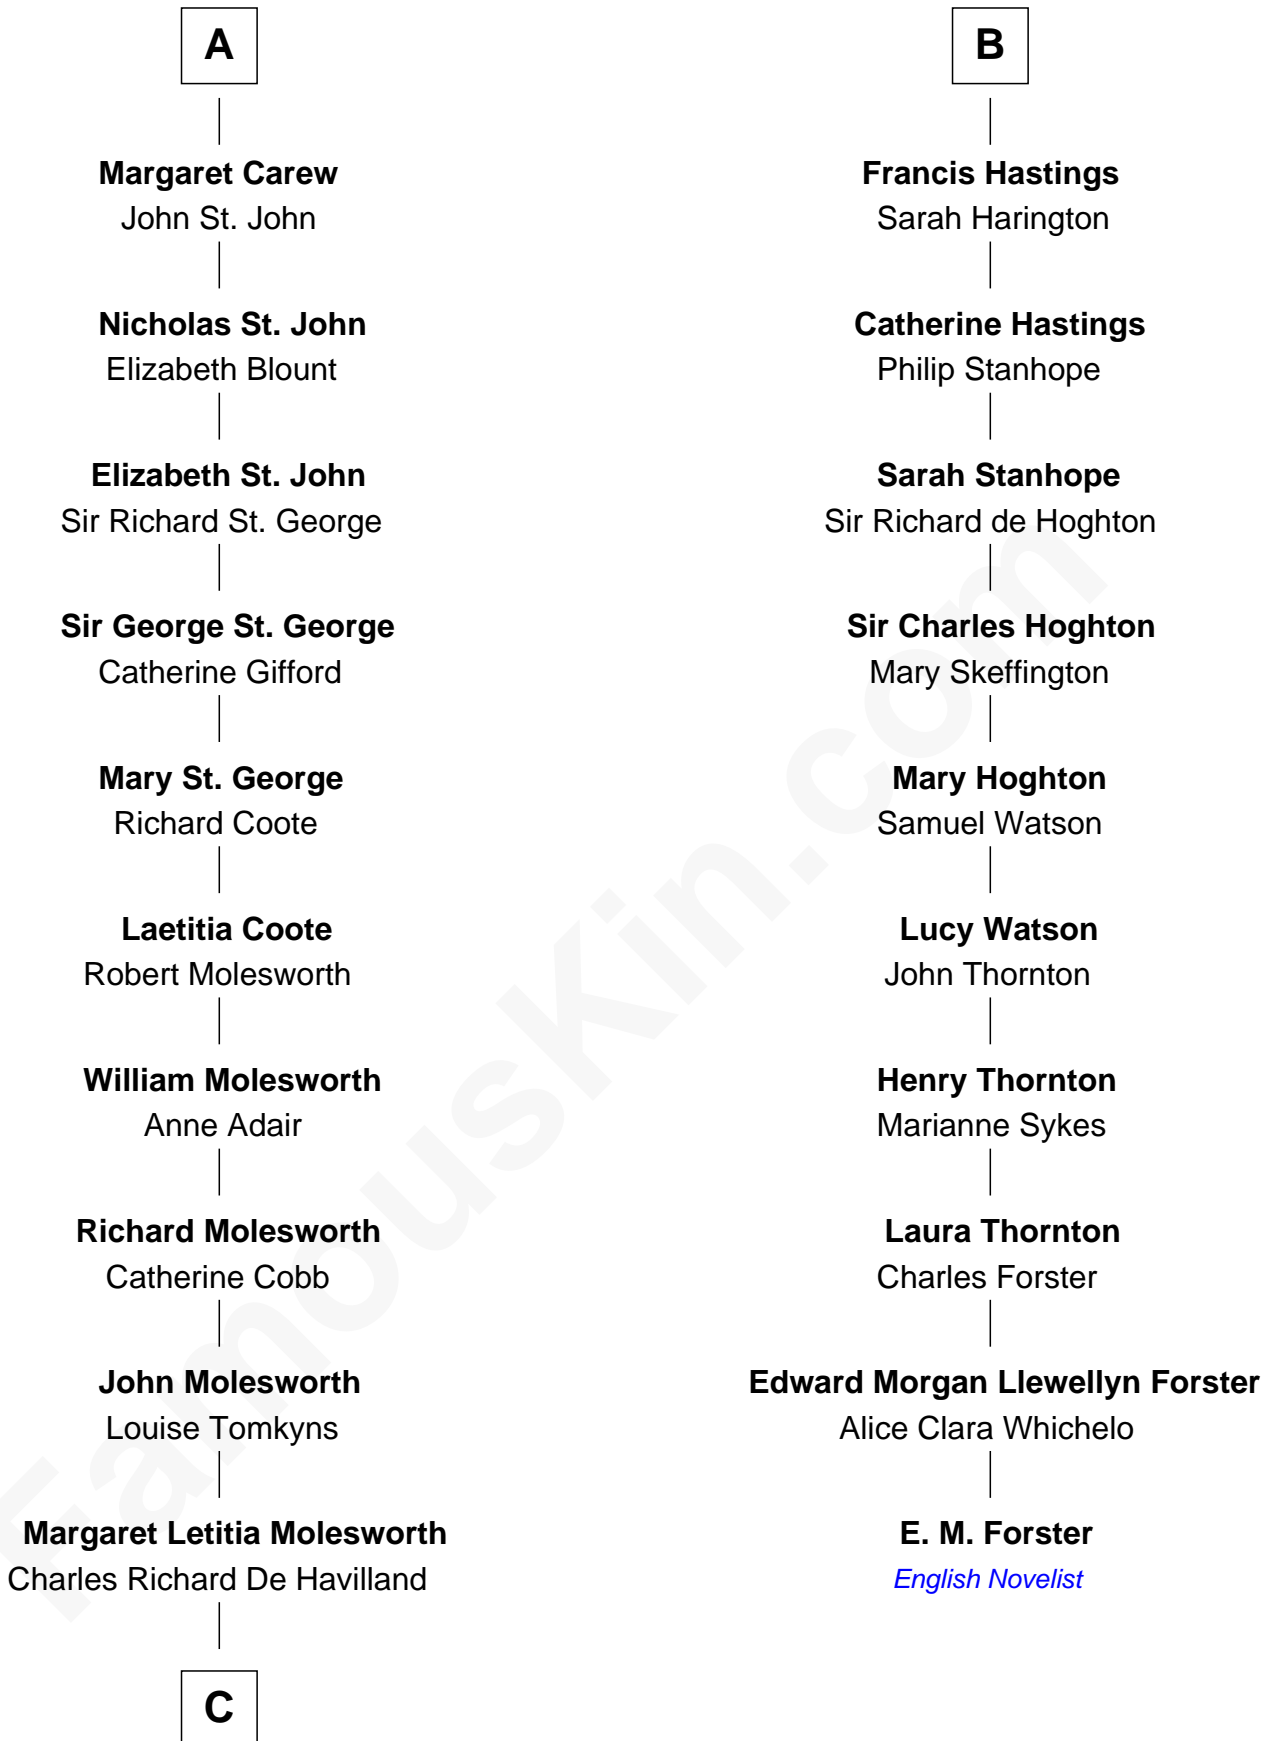 A
Margaret Carew
John St. John
Nicholas St. John
Elizabeth Blount
Elizabeth St. John
Sir Richard St. George
Sir George St. George
Catherine Gifford
Mary St. George
Richard Coote
Laetitia Coote
Robert Molesworth
William Molesworth
Anne Adair
Richard Molesworth
Catherine Cobb
John Molesworth
Louise Tomkyns
Margaret Letitia Molesworth
Charles Richard De Havilland
C
B
Francis Hastings
Sarah Harington
Catherine Hastings
Philip Stanhope
Sarah Stanhope
Sir Richard de Hoghton
Sir Charles Hoghton
Mary Skeffington
Mary Hoghton
Samuel Watson
Lucy Watson
John Thornton
Henry Thornton
Marianne Sykes
Laura Thornton
Charles Forster
Edward Morgan Llewellyn Forster
Alice Clara Whichelo
E. M. Forster
English Novelist
FamousKin.com